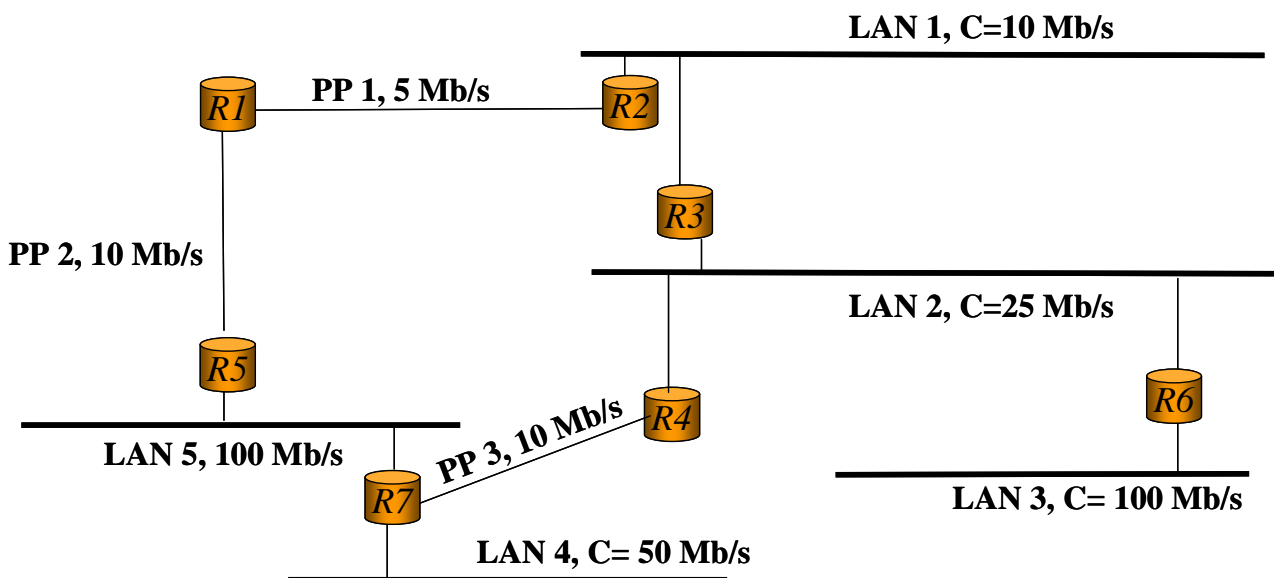 LAN 1, C=10 Mb/s
PP 1, 5 Mb/s
R1
R2
R3
PP 2, 10 Mb/s
LAN 2, C=25 Mb/s
R5
R6
R4
PP 3, 10 Mb/s
LAN 5, 100 Mb/s
R7
LAN 3, C= 100 Mb/s
LAN 4, C= 50 Mb/s